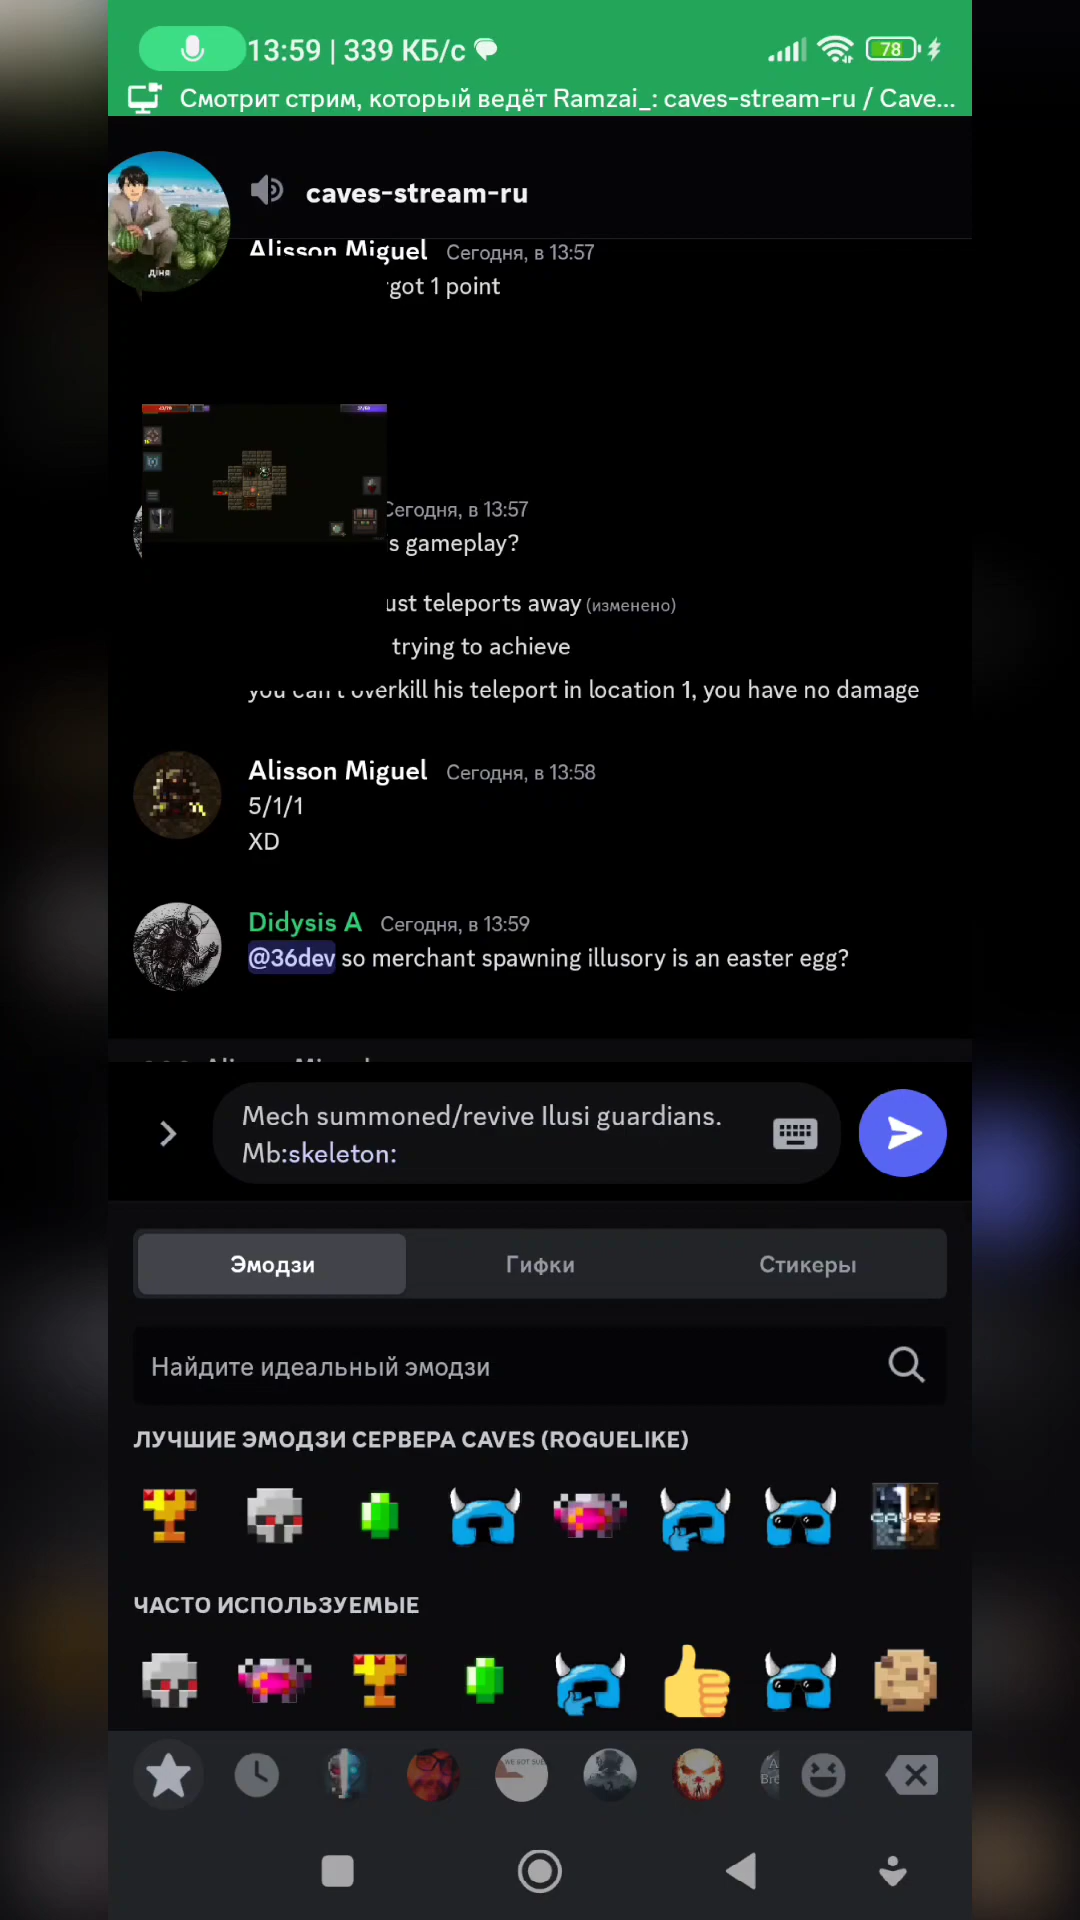 13:59 | 339 КБ/с
78
Смотрит стрим, который ведёт Ramzai_: caves-stream-ru / Cave...
діня
caves-stream-ru
Alisson Miguel Сегодня, в 13:57
got 1 point
Сегодня, в 13:57
s gameplay?
ust teleports away (изменено)
trying to achieve
you can't overkill his teleport in location 1, you have no damage
Alisson Miguel Сегодня, в 13:58
5/1/1
XD
Didysis A Сегодня, в 13:59
@36dev so merchant spawning illusory is an easter egg?
Mech summoned/revive Ilusi guardians.
Mb:skeleton:
Эмодзи Гифки Стикеры
Найдите идеальный эмодзи
ЛУЧШИЕ ЭМОДЗИ СЕРВЕРА CAVES (ROGUELIKE)
CAVES
ЧАСТО ИСПОЛЬЗУЕМЫЕ